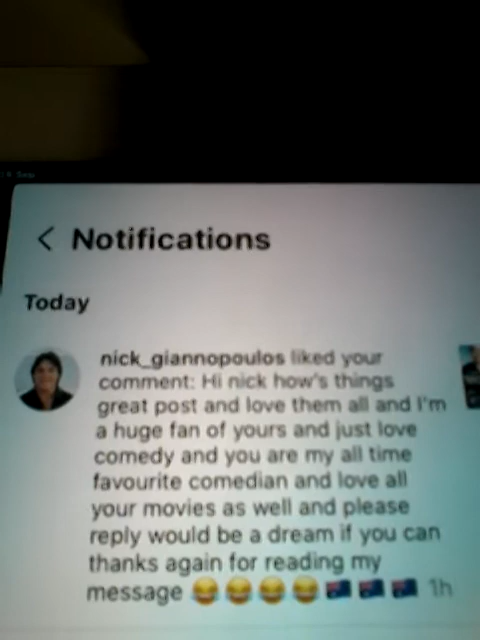 < Notifications
Today
nick_giannopoulos liked your
comment: Hi nick how's things
great post and love them all and I'm
a huge fan of yours and just love
comedy and you are my all time
favourite comedian and love all
your movies as well and please
reply would be a dream if you can
thanks again for reading my
message 😂 😂 😂 😂 🇦🇺 🇦🇺 🇦🇺 1h